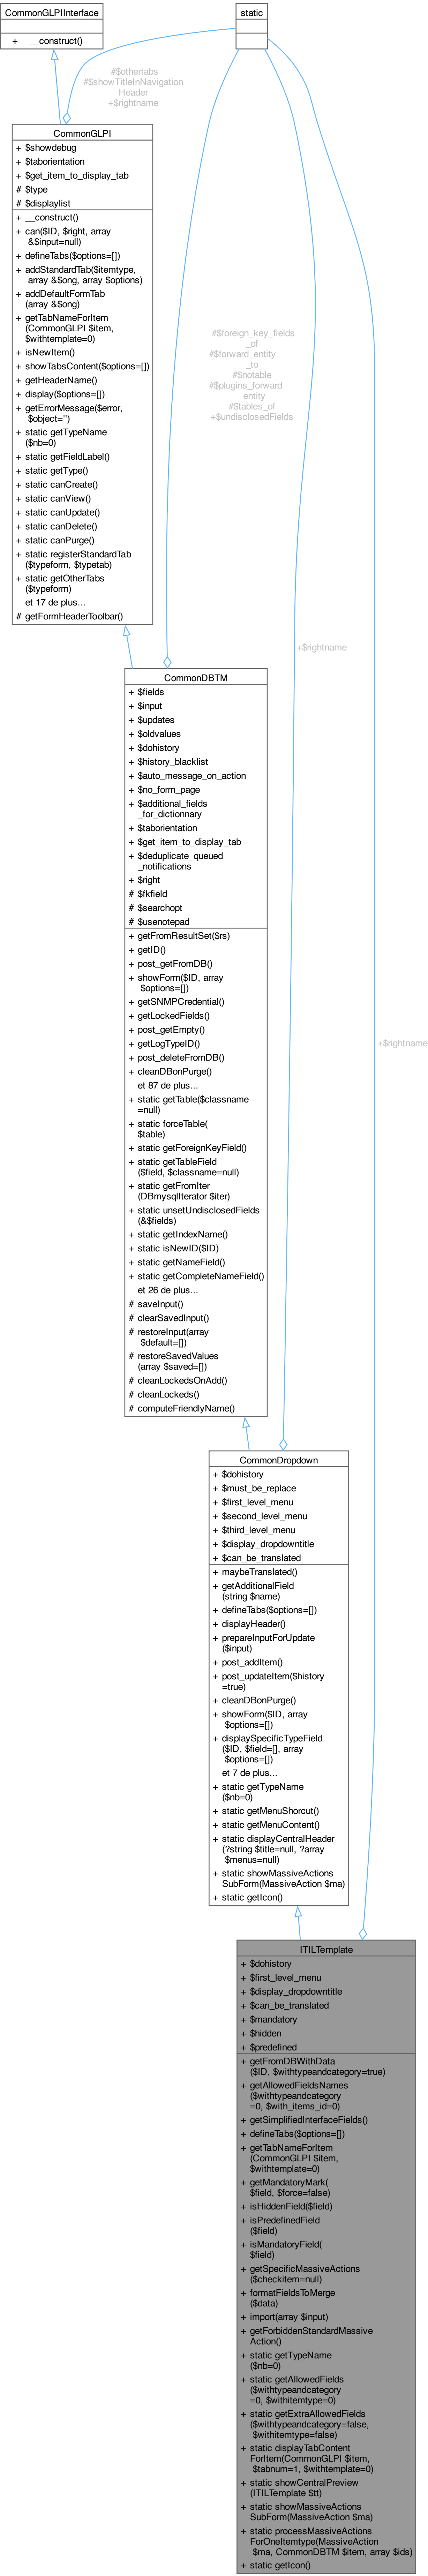 CommonGLPIInterface
+ __construct()
static
#$othertabs
#$showTitleInNavigation
Header
+$rightname
CommonGLPI
+ $showdebug
+ $taborientation
+ $get_item_to_display_tab
# $type
# $displaylist
+ __construct()
+ can($ID, $right, array
&$input=null)
+ defineTabs($options=[])
+ addStandardTab($itemtype,
array &$ong, array $options)
+ addDefaultFormTab
(array &$ong)
+ getTabNameForItem
(CommonGLPI $item,
$withtemplate=0)
+ isNewItem()
+ showTabsContent($options=[])
+ getHeaderName()
+ display($options=[])
+ getErrorMessage($error,
$object='')
+ static getTypeName
($nb=0)
+ static getFieldLabel()
+ static getType()
+ static canCreate()
+ static canView()
+ static canUpdate()
+ static canDelete()
+ static canPurge()
+ static registerStandardTab
($typeform, $typetab)
+ static getOtherTabs
($typeform)
et 17 de plus...
# getFormHeaderToolbar()
#$foreign_key_fields
_of
#$forward_entity
_to
#$notable
#$plugins_forward
_entity
#$tables_of
+$undisclosedFields
+$rightname
CommonDBTM
+ $fields
+ $input
+ $updates
+ $oldvalues
+ $dohistory
+ $history_blacklist
+ $auto_message_on_action
+ $no_form_page
+ $additional_fields
_for_dictionnary
+ $taborientation
+ $get_item_to_display_tab
+ $deduplicate_queued
_notifications
+ $right
# $fkfield
# $searchopt
# $usenotepad
+ getFromResultSet($rs)
+ getID()
+ post_getFromDB()
+ showForm($ID, array
$options=[])
+ getSNMPCredential()
+ getLockedFields()
+ post_getEmpty()
+ getLogTypeID()
+ post_deleteFromDB()
+ cleanDBonPurge()
et 87 de plus...
+ static getTable($classname
=null)
+ static forceTable(
$table)
+ static getForeignKeyField()
+ static getTableField
($field, $classname=null)
+ static getFromIter
(DBmysqlIterator $iter)
+ static unsetUndisclosedFields
(&$fields)
+ static getIndexName()
+ static isNewID($ID)
+ static getNameField()
+ static getCompleteNameField()
et 26 de plus...
# saveInput()
# clearSavedInput()
# restoreInput(array
$default=[])
# restoreSavedValues
(array $saved=[])
# cleanLockedsOnAdd()
# cleanLockeds()
# computeFriendlyName()
+$rightname
CommonDropdown
+ $dohistory
+ $must_be_replace
+ $first_level_menu
+ $second_level_menu
+ $third_level_menu
+ $display_dropdowntitle
+ $can_be_translated
+ maybeTranslated()
+ getAdditionalField
(string $name)
+ defineTabs($options=[])
+ displayHeader()
+ prepareInputForUpdate
($input)
+ post_addItem()
+ post_updateItem($history
=true)
+ cleanDBonPurge()
+ showForm($ID, array
$options=[])
+ displaySpecificTypeField
($ID, $field=[], array
$options=[])
et 7 de plus...
+ static getTypeName
($nb=0)
+ static getMenuShorcut()
+ static getMenuContent()
+ static displayCentralHeader
(?string $title=null, ?array
$menus=null)
+ static showMassiveActions
SubForm(MassiveAction $ma)
+ static getIcon()
ITILTemplate
+ $dohistory
+ $first_level_menu
+ $display_dropdowntitle
+ $can_be_translated
+ $mandatory
+ $hidden
+ $predefined
+ getFromDBWithData
($ID, $withtypeandcategory=true)
+ getAllowedFieldsNames
($withtypeandcategory
=0, $with_items_id=0)
+ getSimplifiedInterfaceFields()
+ defineTabs($options=[])
+ getTabNameForItem
(CommonGLPI $item,
$withtemplate=0)
+ getMandatoryMark(
$field, $force=false)
+ isHiddenField($field)
+ isPredefinedField
($field)
+ isMandatoryField(
$field)
+ getSpecificMassiveActions
($checkitem=null)
+ formatFieldsToMerge
($data)
+ import(array $input)
+ getForbiddenStandardMassive
Action()
+ static getTypeName
($nb=0)
+ static getAllowedFields
($withtypeandcategory
=0, $withitemtype=0)
+ static getExtraAllowedFields
($withtypeandcategory=false,
$withitemtype=false)
+ static displayTabContent
ForItem(CommonGLPI $item,
$tabnum=1, $withtemplate=0)
+ static showCentralPreview
(ITILTemplate $tt)
+ static showMassiveActions
SubForm(MassiveAction $ma)
+ static processMassiveActions
ForOneItemtype(MassiveAction
$ma, CommonDBTM $item, array $ids)
+ static getIcon()